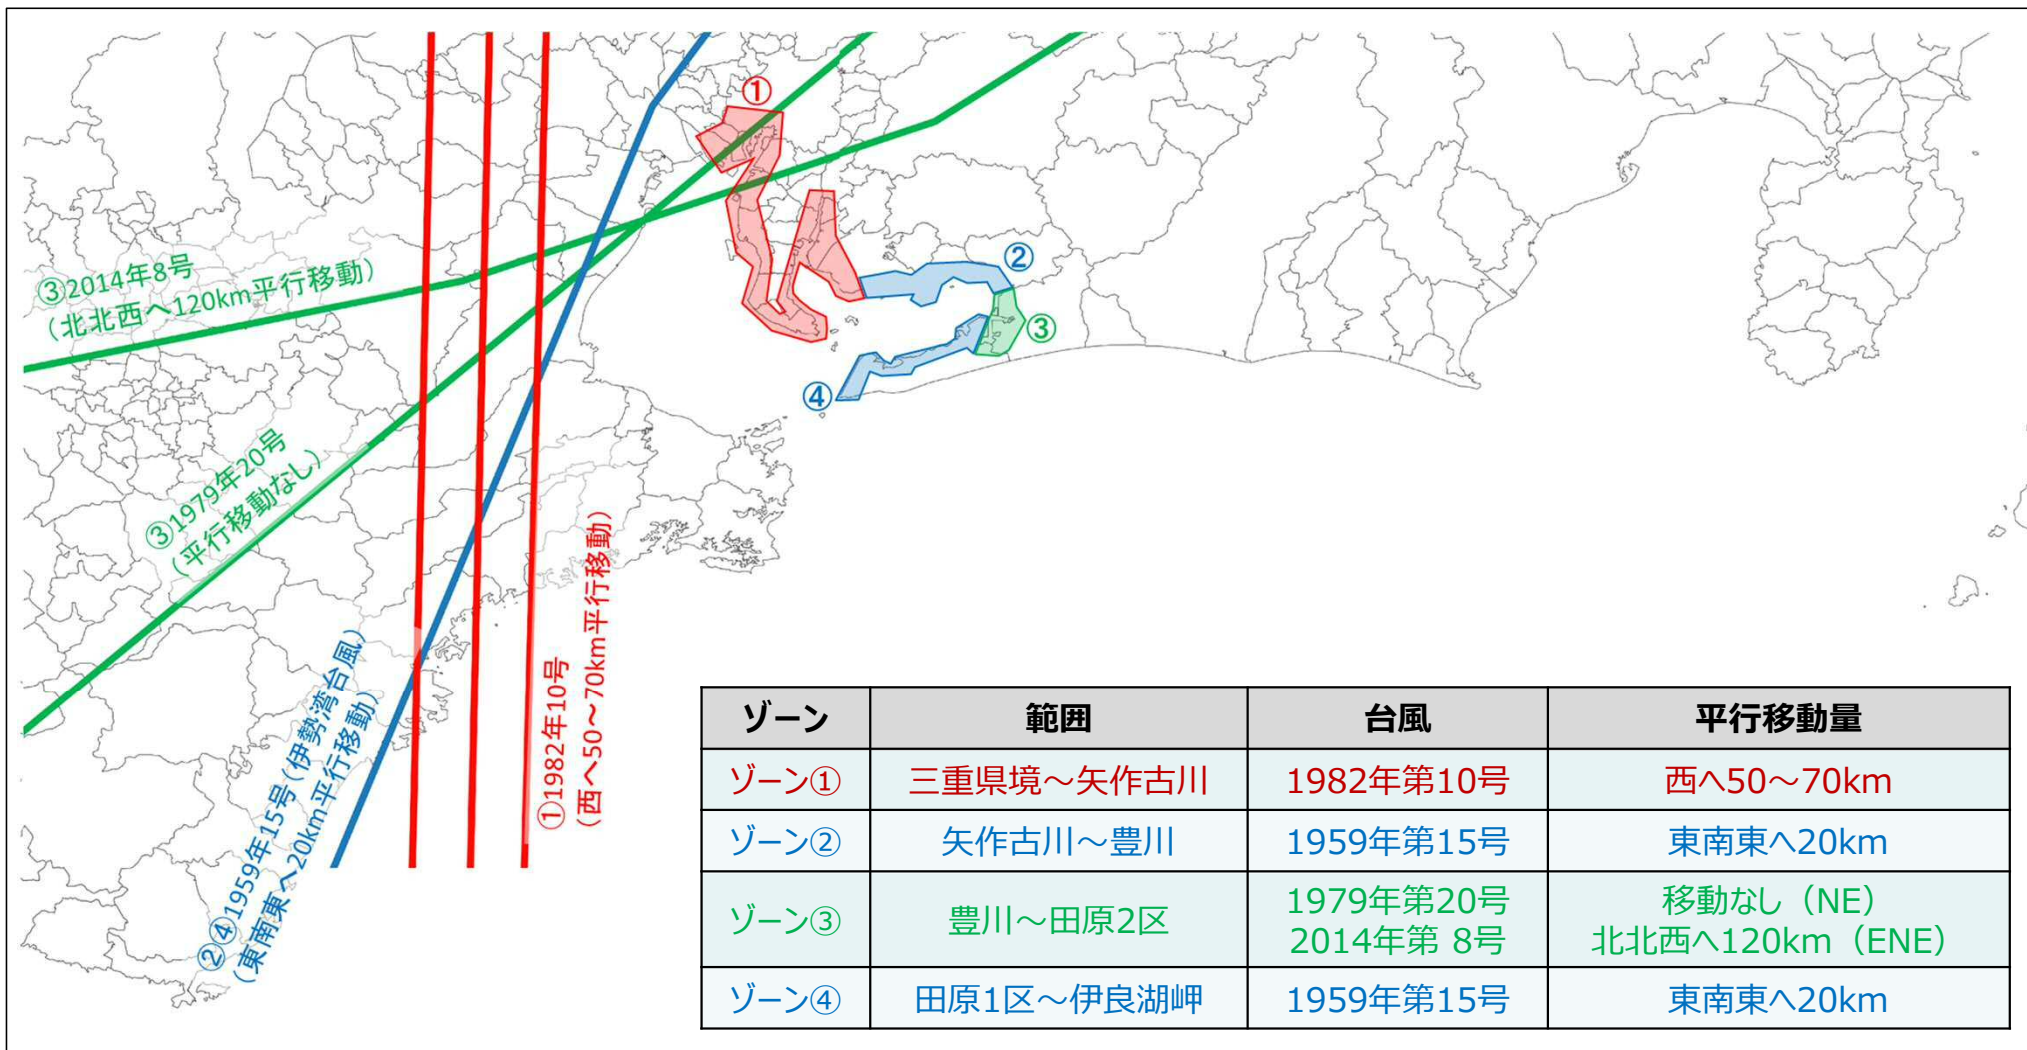 ①
②
③
④
③2014年8号
（北北西へ120km平行移動）
③1979年20号
（平行移動なし）
②④1959年15号（伊勢湾台風）
（東南東へ20km平行移動）
①1982年10号
（西へ50～70km平行移動）
ゾーン 範囲 台風 平行移動量
ゾーン① 三重県境～矢作古川 1982年第10号 西へ50～70km
ゾーン② 矢作古川～豊川 1959年第15号 東南東へ20km
ゾーン③ 豊川～田原2区 1979年第20号 移動なし（NE）
2014年第 8号 北北西へ120km（ENE）
ゾーン④ 田原1区～伊良湖岬 1959年第15号 東南東へ20km